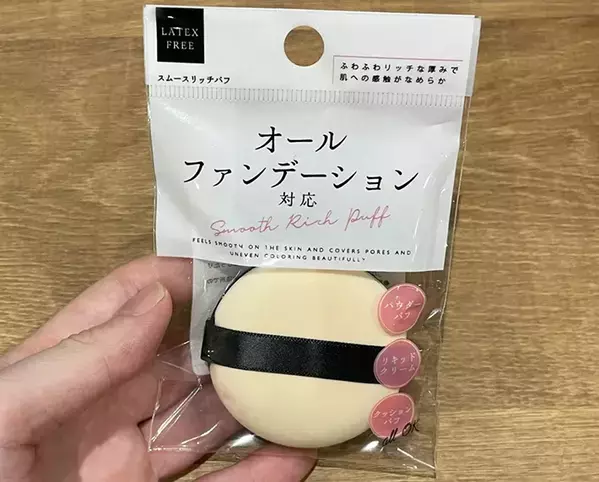 LATEX
FREE
スムースリッチパフ
ふわふわリッチな厚みで
肌への感触がなめらか
オール
ファンデーション
対応
Smooth Rich Puff
FEELS SMOOTH ON THE SKIN AND COVERS PORES AND
UNEVEN COLORING BEAUTIFULLY
パウダー
パフ
リキッド
クリーム
クッション
パフ
all OK